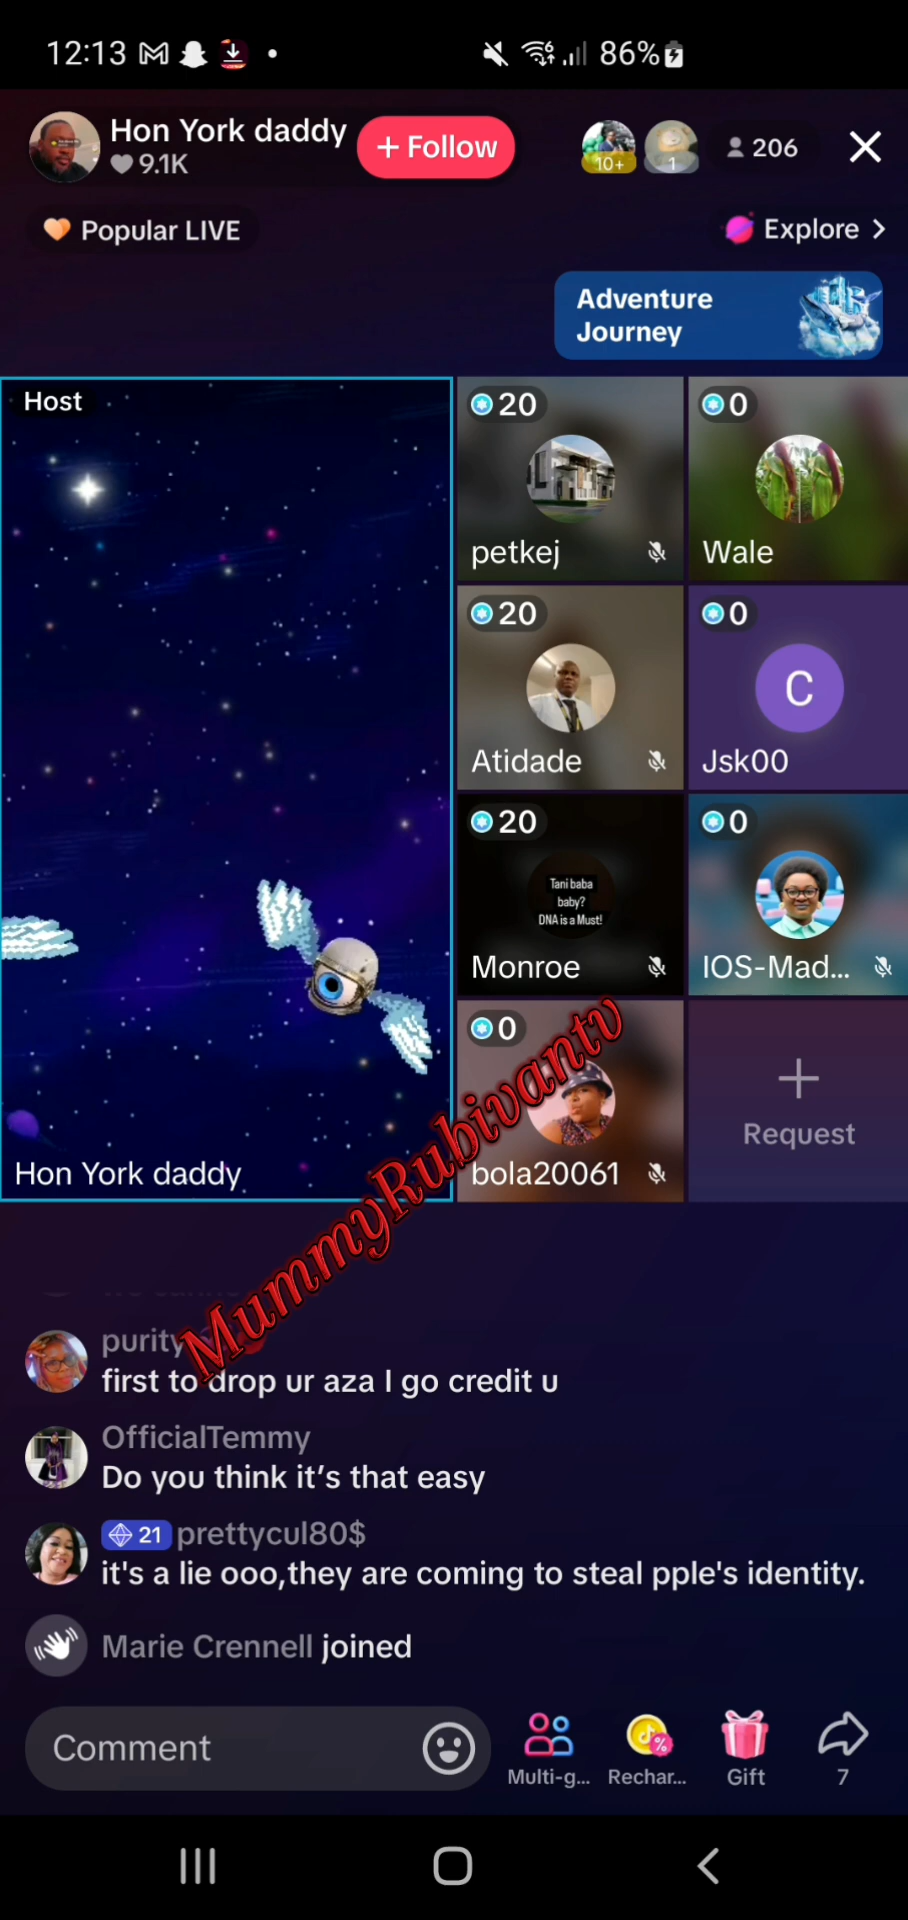 12:13
86%
Hon York daddy
9.1K
+ Follow
10+
1
206
Popular LIVE
Explore >
Adventure
Journey
Host
20
petkej
0
Wale
20
Atidade
0
C
Jsk00
20
Tani baba
baby?
DNA is a Must!
Monroe
0
IOS-Mad...
0
bola20061
+
Request
Hon York daddy
MummyRubivantv
purity
first to drop ur aza I go credit u
OfficialTemmy
Do you think it’s that easy
21 prettycul80$
it's a lie ooo,they are coming to steal pple's identity.
Marie Crennell joined
Comment
Multi-g...
Rechar...
Gift
7